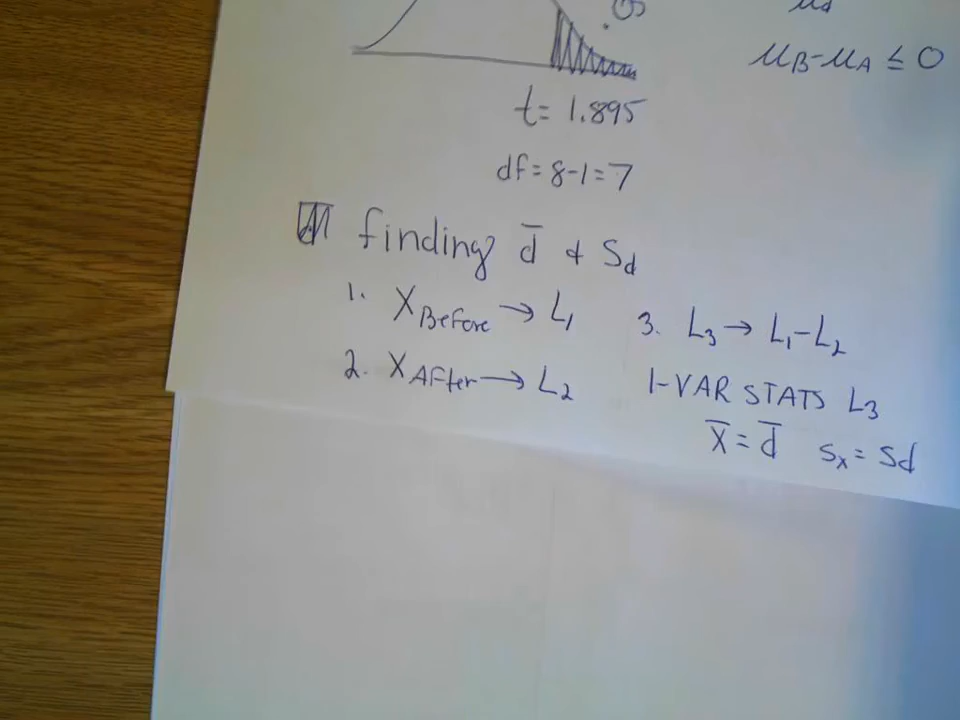 μB-μA ≤ 0
t = 1.895
df = 8-1 = 7
finding d̅ + Sd
1. XBefore → L1
2. XAfter → L2
3. L3 → L1-L2
1-VAR STATS L3
X̅ = d̅ Sx = Sd